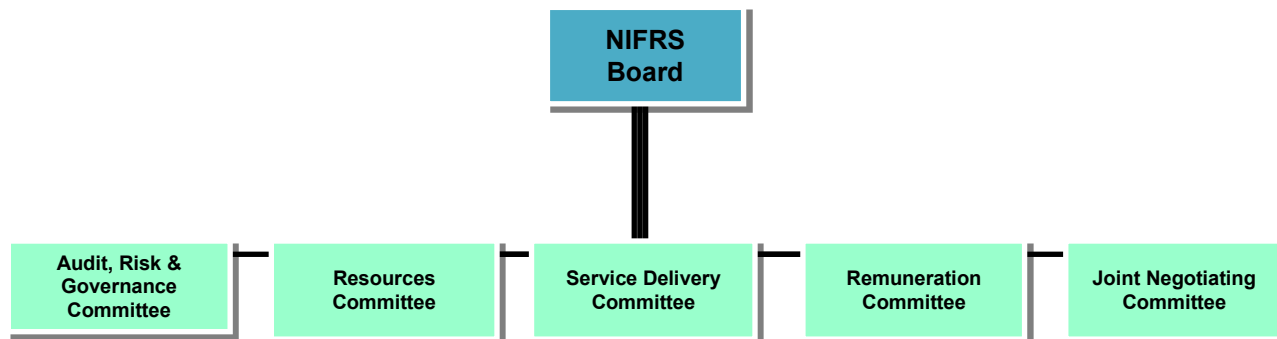 NIFRS
Board
Audit, Risk &
Governance
Committee
Resources
Committee
Service Delivery
Committee
Remuneration
Committee
Joint Negotiating
Committee